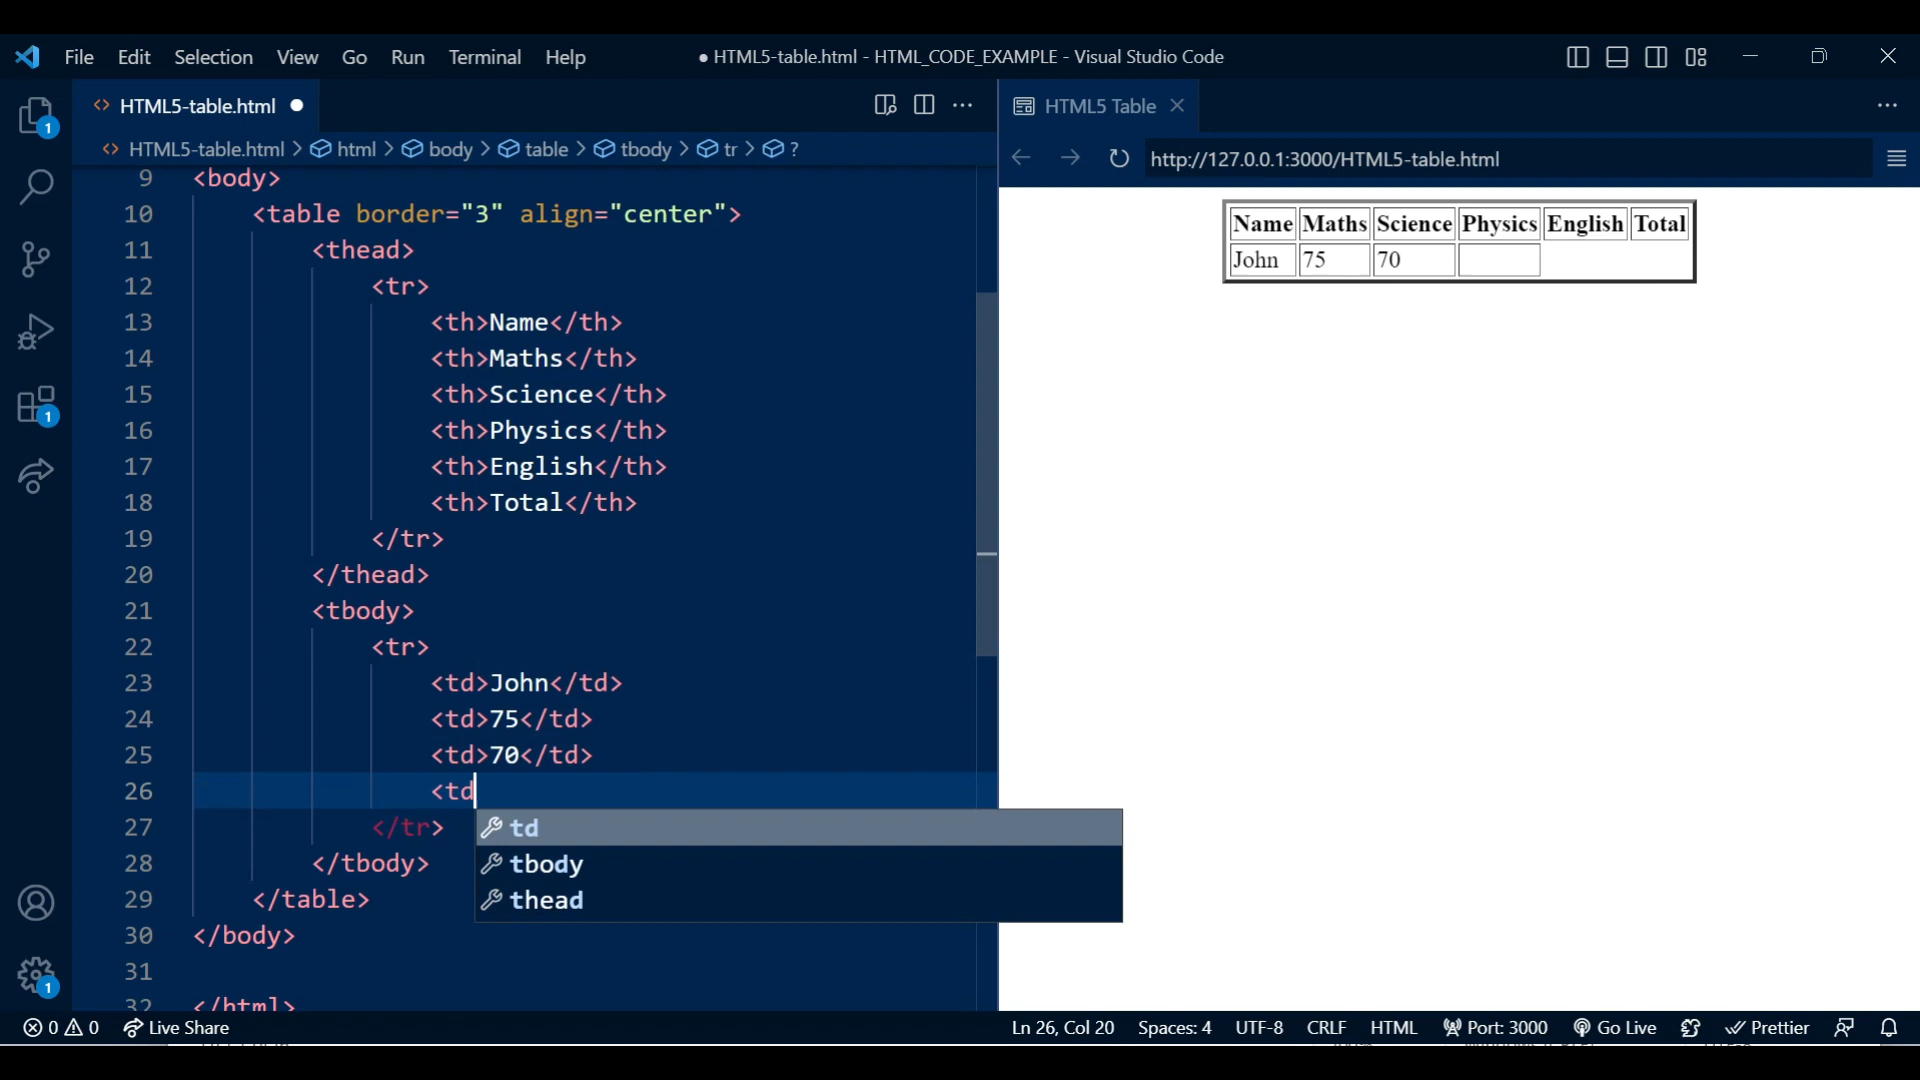 File Edit Selection View Go Run Terminal Help
● HTML5-table.html - HTML_CODE_EXAMPLE - Visual Studio Code
HTML5-table.html ●
HTML5-table.html > html > body > table > tbody > tr > ?
9 <body>
10 <table border="3" align="center">
11 <thead>
12 <tr>
13 <th>Name</th>
14 <th>Maths</th>
15 <th>Science</th>
16 <th>Physics</th>
17 <th>English</th>
18 <th>Total</th>
19 </tr>
20 </thead>
21 <tbody>
22 <tr>
23 <td>John</td>
24 <td>75</td>
25 <td>70</td>
26 <td
27 </tr>
28 </tbody>
29 </table>
30 </body>
31
32 </html>
td
tbody
thead
HTML5 Table
http://127.0.0.1:3000/HTML5-table.html
Name Maths Science Physics English Total
John 75 70
1
1
1
0 0 Live Share
Ln 26, Col 20 Spaces: 4 UTF-8 CRLF HTML Port: 3000 Go Live Prettier